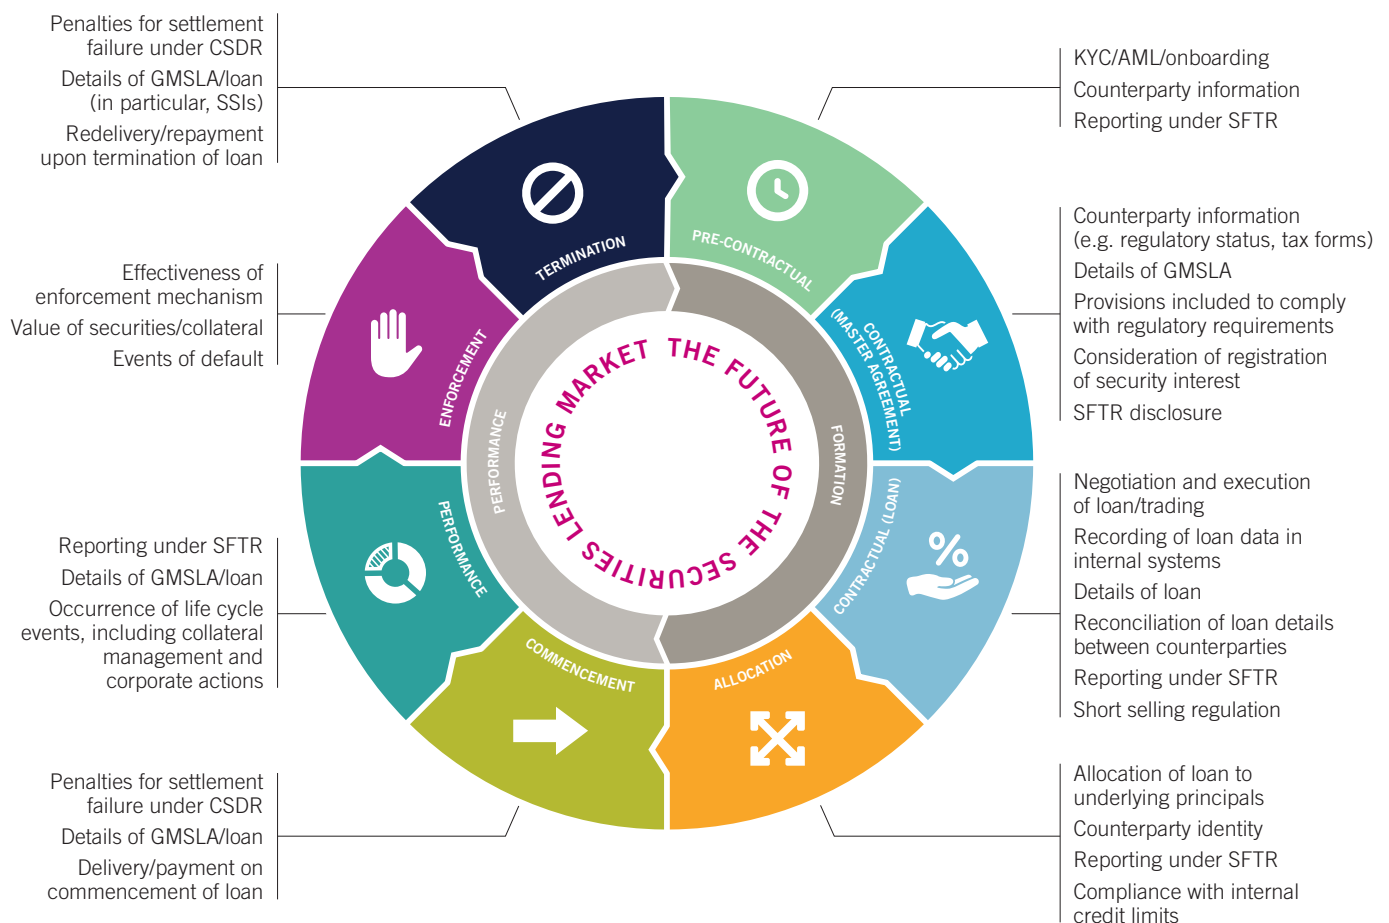 Penalties for settlement
failure under CSDR
Details of GMSLA/loan
(in particular, SSIs)
Redelivery/repayment
upon termination of loan
KYC/AML/onboarding
Counterparty information
Reporting under SFTR
Counterparty information
(e.g. regulatory status, tax forms)
Details of GMSLA
Provisions included to comply
with regulatory requirements
Consideration of registration
of security interest
SFTR disclosure
Effectiveness of
enforcement mechanism
Value of securities/collateral
Events of default
Negotiation and execution
of loan/trading
Recording of loan data in
internal systems
Details of loan
Reconciliation of loan details
between counterparties
Reporting under SFTR
Short selling regulation
Reporting under SFTR
Details of GMSLA/loan
Occurrence of life cycle
events, including collateral
management and
corporate actions
Allocation of loan to
underlying principals
Counterparty identity
Reporting under SFTR
Compliance with internal
credit limits
Penalties for settlement
failure under CSDR
Details of GMSLA/loan
Delivery/payment on
commencement of loan
TERMINATION
PRE-CONTRACTUAL
CONTRACTUAL
(MASTER AGREEMENT)
CONTRACTUAL (LOAN)
%
ALLOCATION
COMMENCEMENT
PERFORMANCE
ENFORCEMENT
PERFORMANCE
FORMATION
THE FUTURE OF THE SECURITIES LENDING MARKET